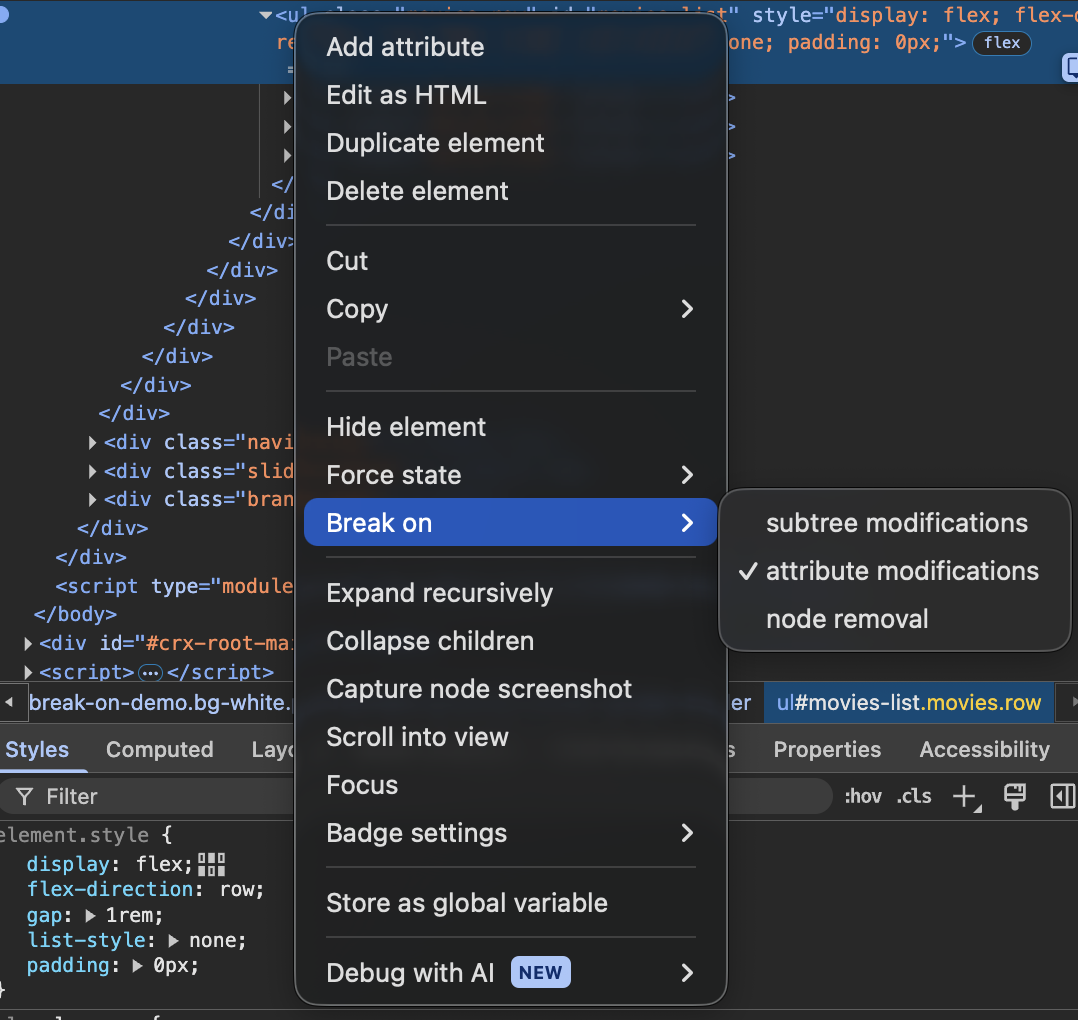 <ul class="movies row" id="movies-list" style="display: flex; flex-
one; padding: 0px;"> flex
Add attribute
Edit as HTML
Duplicate element
Delete element
Cut
Copy
Paste
Hide element
Force state
Break on
subtree modifications
✓ attribute modifications
node removal
Expand recursively
Collapse children
Capture node screenshot
Scroll into view
Focus
Badge settings
Store as global variable
Debug with AI NEW
</
</di
</div>
</div>
</div>
</div>
</div>
</div>
</div>
<div class="navi
<div class="slid
<div class="bran
</div>
</div>
<script type="module
</body>
<div id="#crx-root-mai
<script>…</script>
break-on-demo.bg-white. er ul#movies-list.movies.row
Styles Computed Layo s Properties Accessibility
Filter :hov .cls
element.style {
display: flex;
flex-direction: row;
gap: 1rem;
list-style: none;
padding: 0px;
}